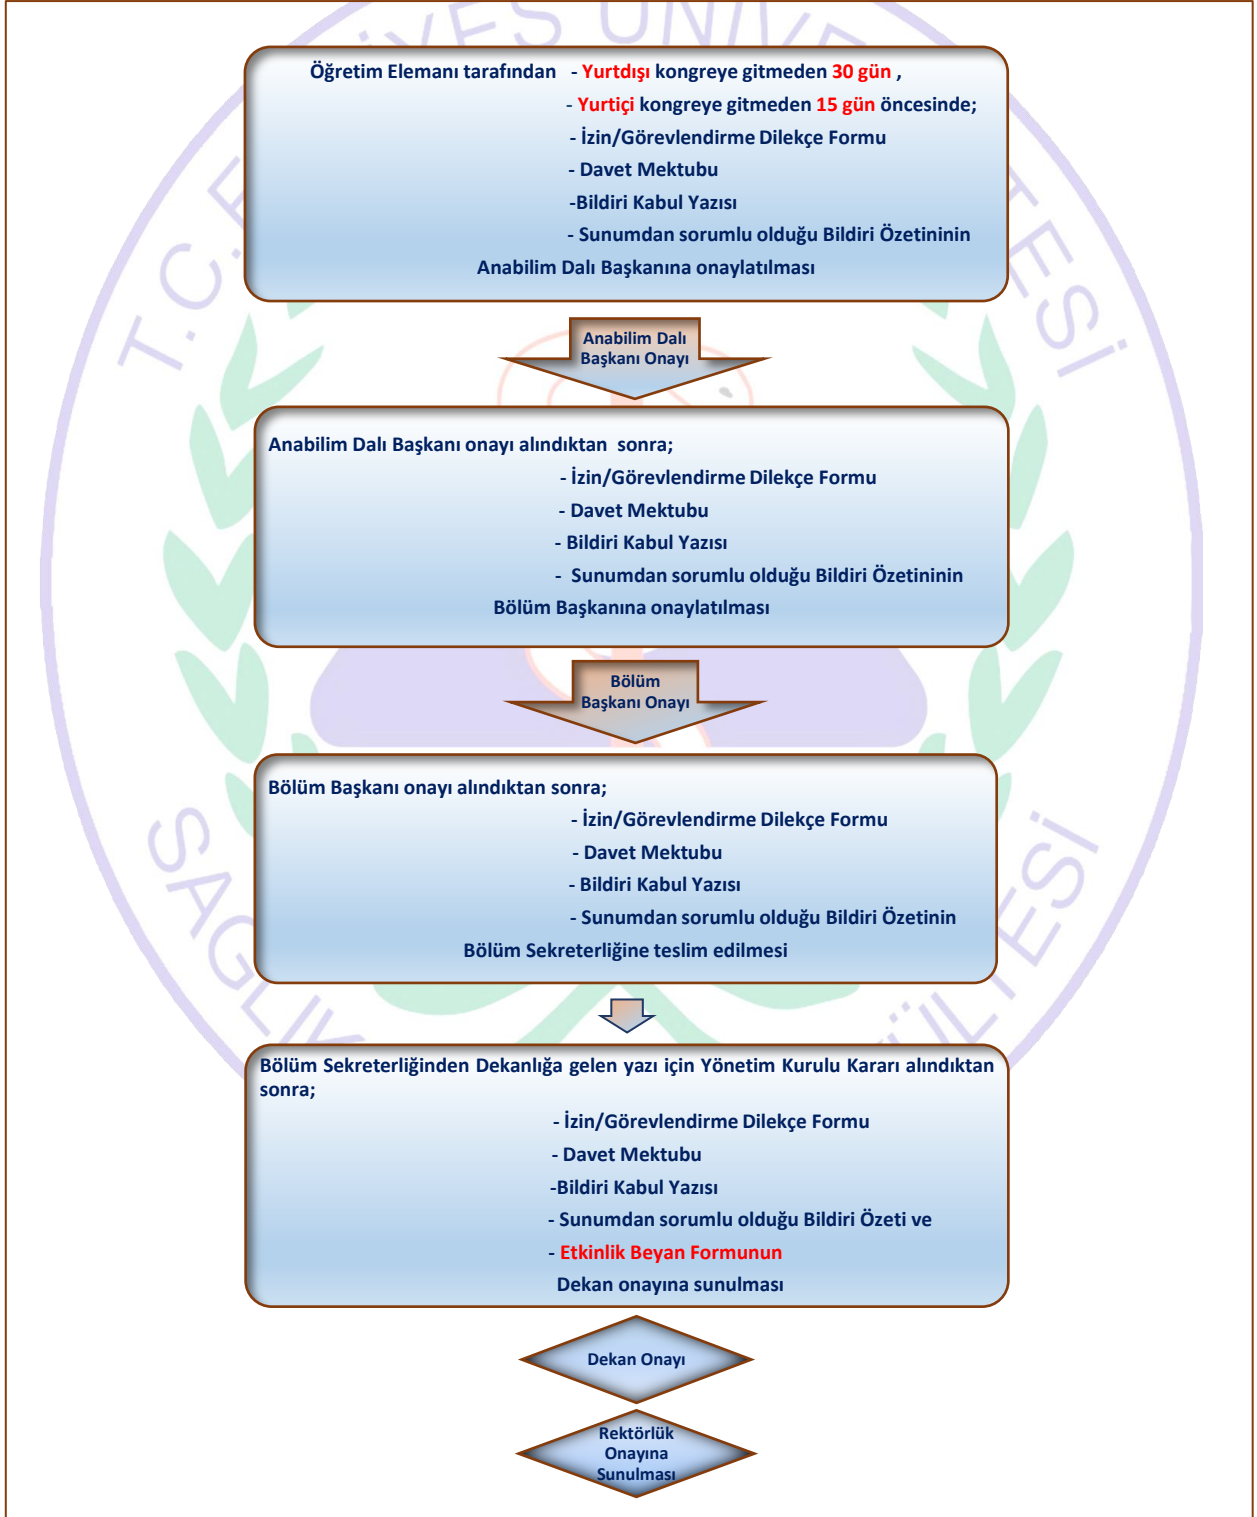 T.C. ERCİYES ÜNİVERSİTESİ
Öğretim Elemanı tarafından - Yurtdışı kongreye gitmeden 30 gün ,
- Yurtiçi kongreye gitmeden 15 gün öncesinde;
- İzin/Görevlendirme Dilekçe Formu
- Davet Mektubu
-Bildiri Kabul Yazısı
- Sunumdan sorumlu olduğu Bildiri Özetininin
Anabilim Dalı Başkanına onaylatılması
Anabilim Dalı
Başkanı Onayı
Anabilim Dalı Başkanı onayı alındıktan sonra;
- İzin/Görevlendirme Dilekçe Formu
- Davet Mektubu
- Bildiri Kabul Yazısı
- Sunumdan sorumlu olduğu Bildiri Özetininin
Bölüm Başkanına onaylatılması
Bölüm
Başkanı Onayı
Bölüm Başkanı onayı alındıktan sonra;
- İzin/Görevlendirme Dilekçe Formu
- Davet Mektubu
- Bildiri Kabul Yazısı
- Sunumdan sorumlu olduğu Bildiri Özetinin
Bölüm Sekreterliğine teslim edilmesi
Bölüm Sekreterliğinden Dekanlığa gelen yazı için Yönetim Kurulu Kararı alındıktan
sonra;
- İzin/Görevlendirme Dilekçe Formu
- Davet Mektubu
-Bildiri Kabul Yazısı
- Sunumdan sorumlu olduğu Bildiri Özeti ve
- Etkinlik Beyan Formunun
Dekan onayına sunulması
Dekan Onayı
Rektörlük
Onayına
Sunulması